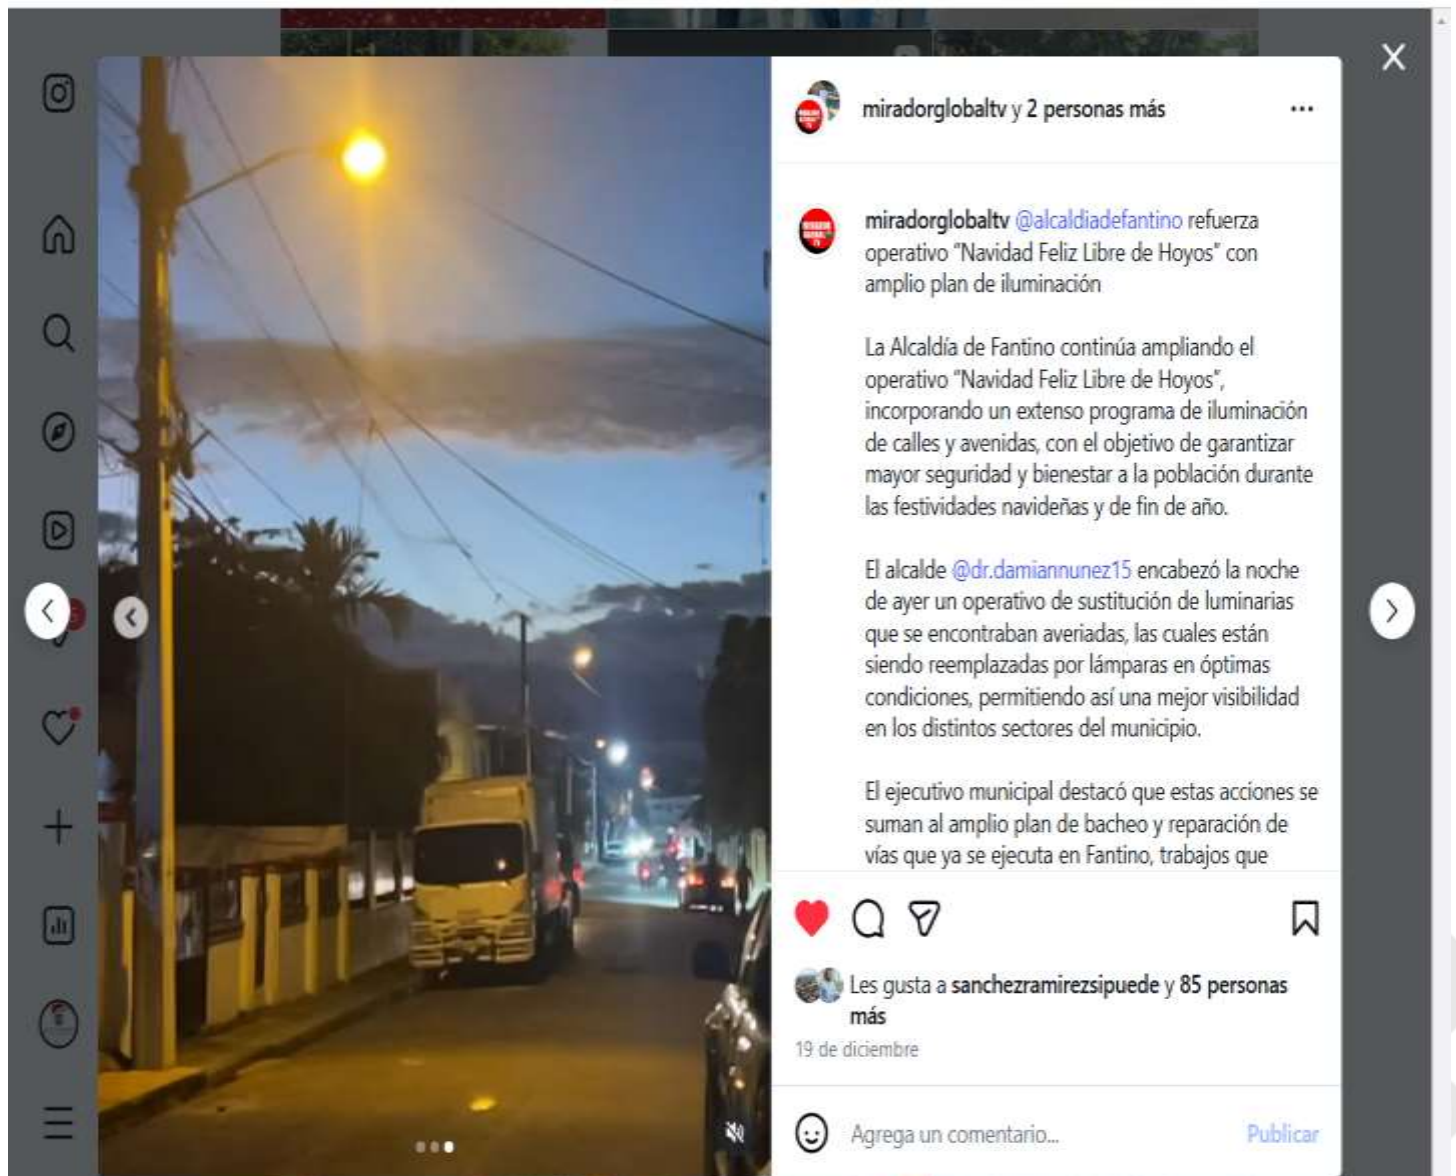 miradorglobaltv y 2 personas más
miradorglobaltv @alcaldiadefantino refuerza
operativo “Navidad Feliz Libre de Hoyos” con
amplio plan de iluminación
La Alcaldía de Fantino continúa ampliando el
operativo “Navidad Feliz Libre de Hoyos”,
incorporando un extenso programa de iluminación
de calles y avenidas, con el objetivo de garantizar
mayor seguridad y bienestar a la población durante
las festividades navideñas y de fin de año.
El alcalde @dr.damiannunez15 encabezó la noche
de ayer un operativo de sustitución de luminarias
que se encontraban averiadas, las cuales están
siendo reemplazadas por lámparas en óptimas
condiciones, permitiendo así una mejor visibilidad
en los distintos sectores del municipio.
El ejecutivo municipal destacó que estas acciones se
suman al amplio plan de bacheo y reparación de
vías que ya se ejecuta en Fantino, trabajos que
Les gusta a sanchezramirezsipuede y 85 personas
más
19 de diciembre
Agrega un comentario...
Publicar